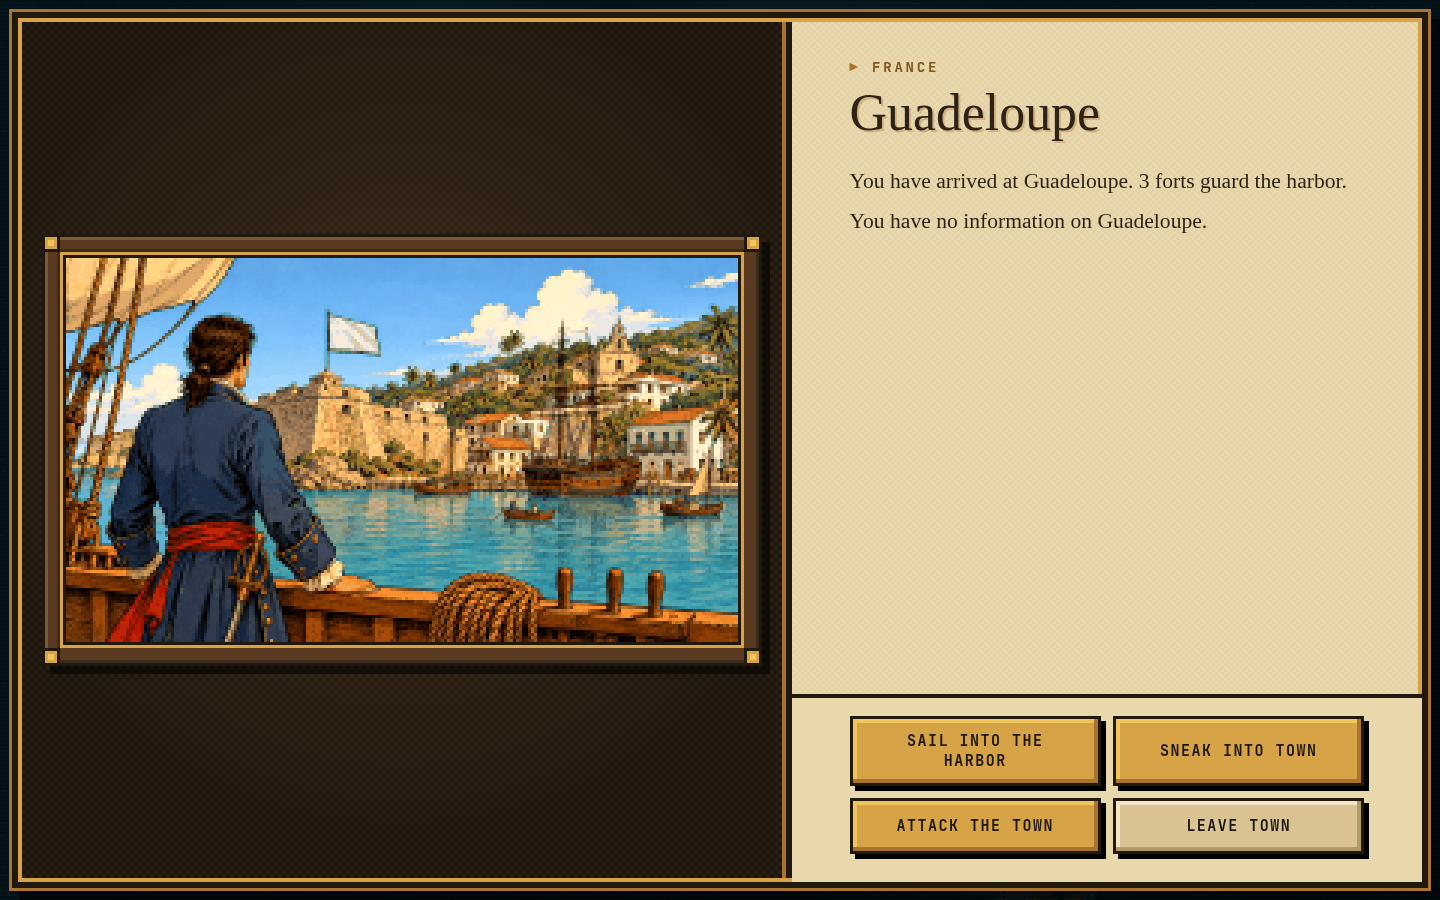 ► FRANCE
Guadeloupe
You have arrived at Guadeloupe. 3 forts guard the harbor.
You have no information on Guadeloupe.
SAIL INTO THE
HARBOR
SNEAK INTO TOWN
ATTACK THE TOWN
LEAVE TOWN